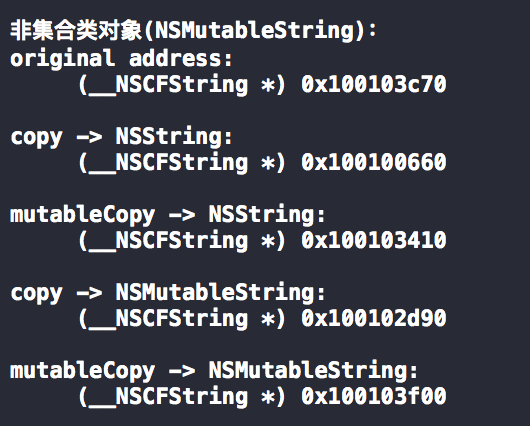 非集合类对象(NSMutableString):
original address:
(__NSCFString *) 0x100103c70
copy -> NSString:
(__NSCFString *) 0x100100660
mutableCopy -> NSString:
(__NSCFString *) 0x100103410
copy -> NSMutableString:
(__NSCFString *) 0x100102d90
mutableCopy -> NSMutableString:
(__NSCFString *) 0x100103f00